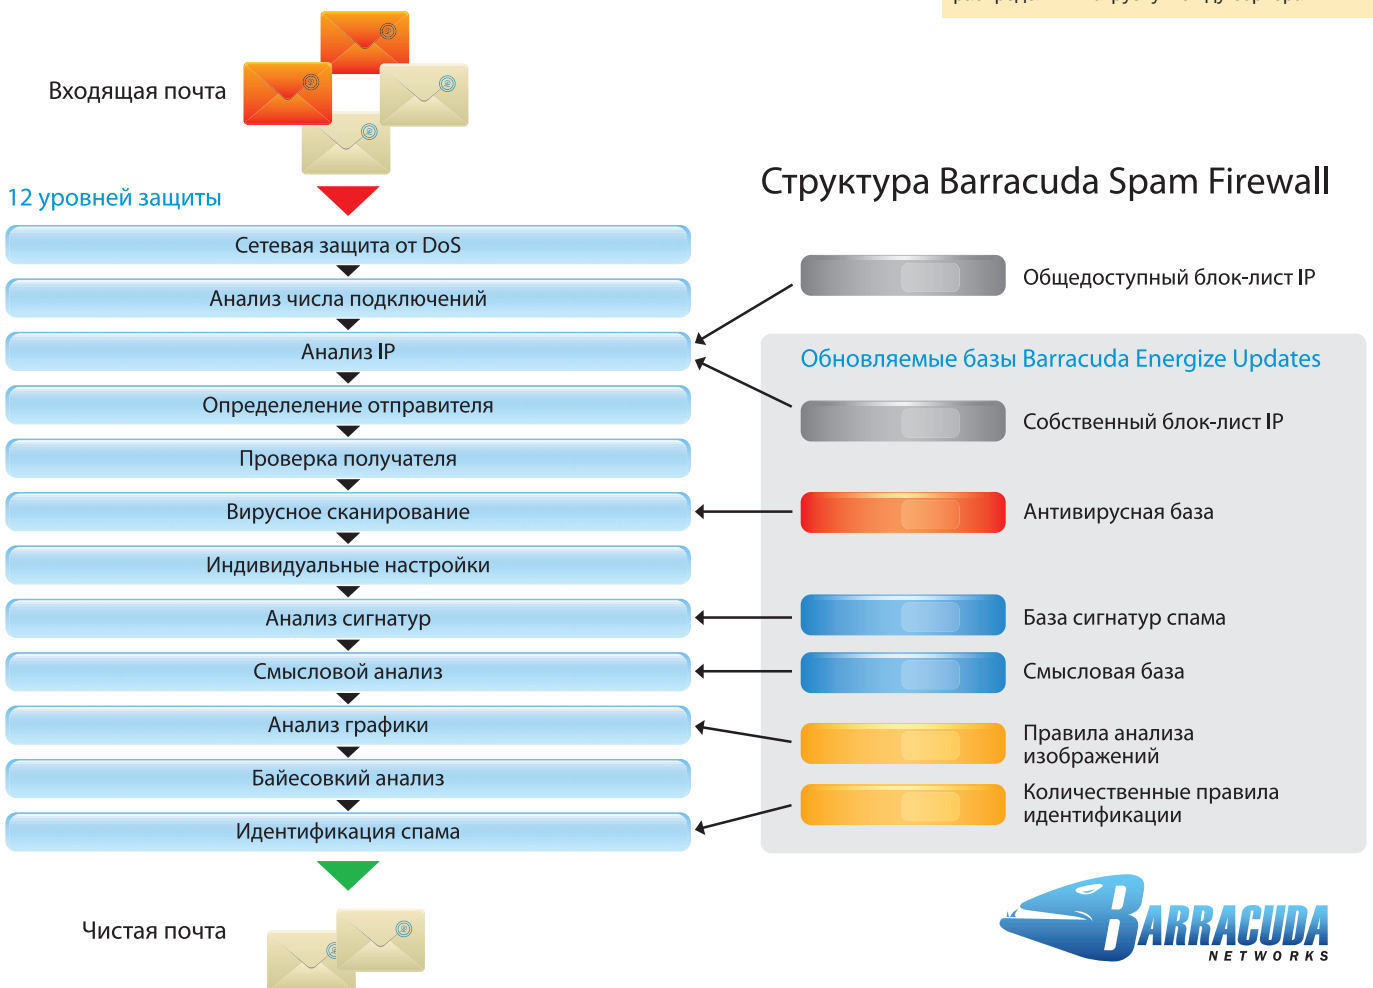 Входящая почта
12 уровней защиты
Сетевая защита от DoS
Анализ числа подключений
Анализ IP
Определеление отправителя
Проверка получателя
Вирусное сканирование
Индивидуальные настройки
Анализ сигнатур
Смысловой анализ
Анализ графики
Байесовкий анализ
Идентификация спама
Чистая почта
Структура Barracuda Spam Firewall
Общедоступный блок-лист IP
Обновляемые базы Barracuda Energize Updates
Собственный блок-лист IP
Антивирусная база
База сигнатур спама
Смысловая база
Правила анализа
изображений
Количественные правила
идентификации
BARRACUDA
NETWORKS